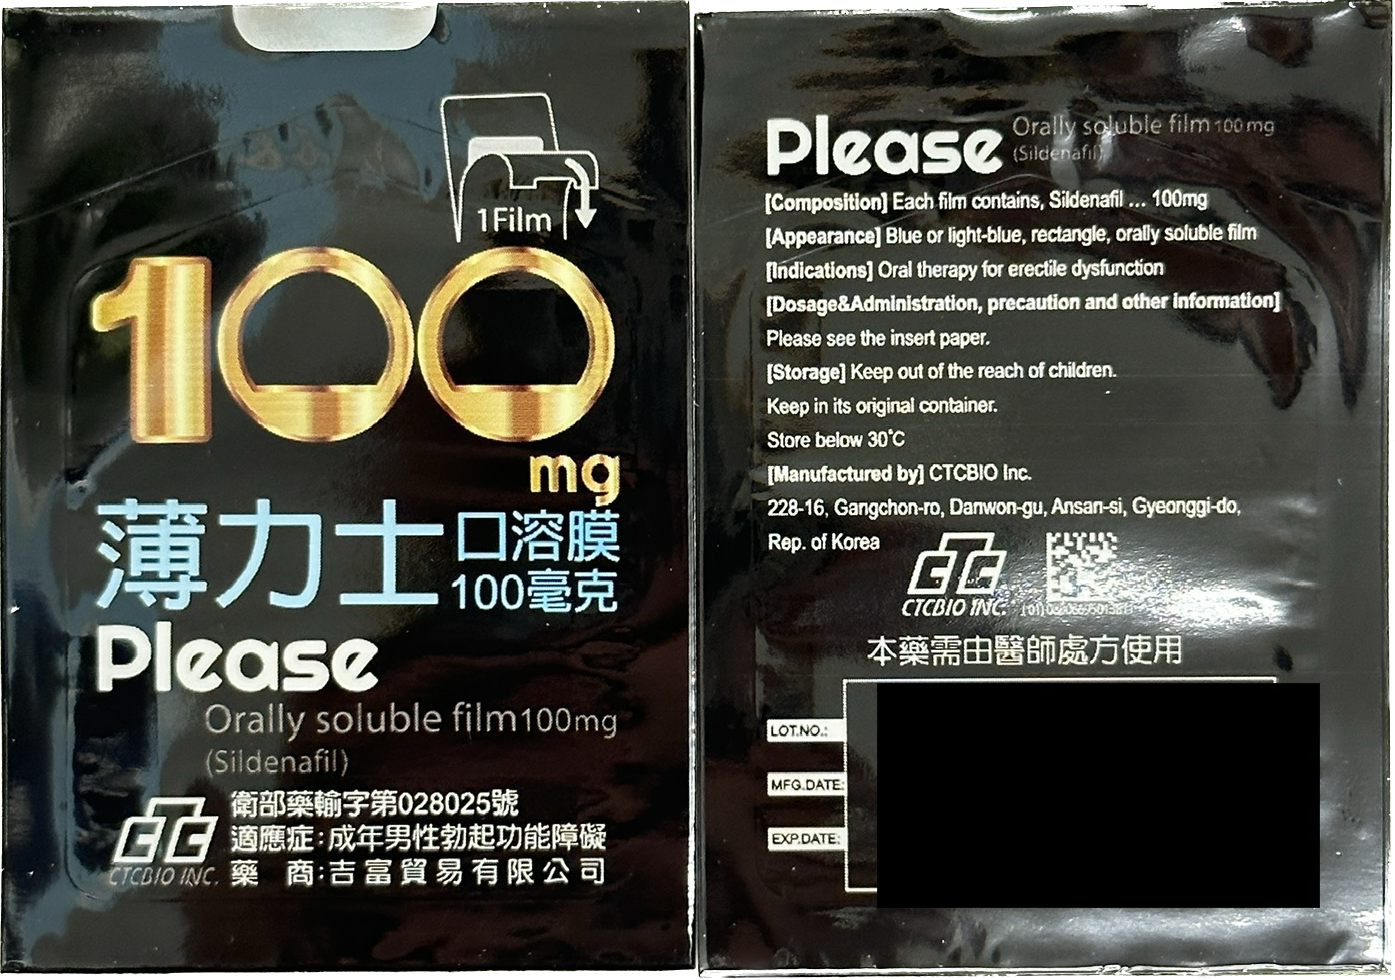 1Film
100
mg
薄力士 口溶膜
100毫克
Please
Orally soluble film100mg
(Sildenafil)
衛部藥輸字第028025號
適應症:成年男性勃起功能障礙
藥 商:吉富貿易有限公司
CTCBIO INC.
Please Orally soluble film 100mg
(Sildenafil)
[Composition] Each film contains, Sildenafil ... 100mg
[Appearance] Blue or light-blue, rectangle, orally soluble film
[Indications] Oral therapy for erectile dysfunction
[Dosage&Administration, precaution and other information]
Please see the insert paper.
[Storage] Keep out of the reach of children.
Keep in its original container.
Store below 30°C
[Manufactured by] CTCBIO Inc.
228-16, Gangchon-ro, Danwon-gu, Ansan-si, Gyeonggi-do,
Rep. of Korea
CTC
CTCBIO INC.
本藥需由醫師處方使用
LOT.NO.:
MFG.DATE:
EXP.DATE: